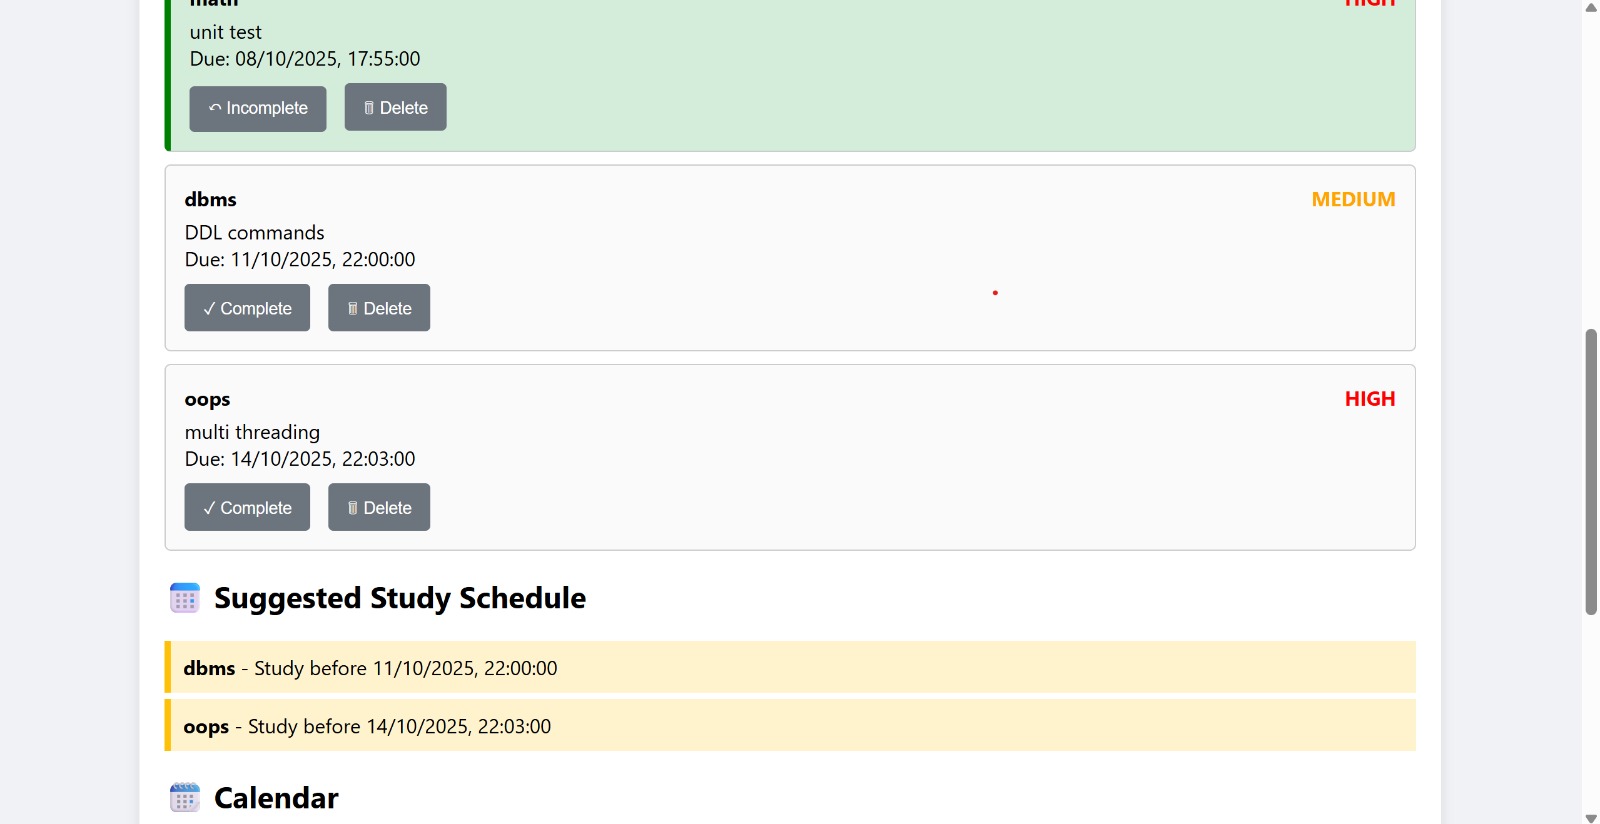 math HIGH
unit test
Due: 08/10/2025, 17:55:00
↶ Incomplete 🗑 Delete
dbms MEDIUM
DDL commands
Due: 11/10/2025, 22:00:00
✓ Complete 🗑 Delete
oops HIGH
multi threading
Due: 14/10/2025, 22:03:00
✓ Complete 🗑 Delete
Suggested Study Schedule
dbms - Study before 11/10/2025, 22:00:00
oops - Study before 14/10/2025, 22:03:00
Calendar